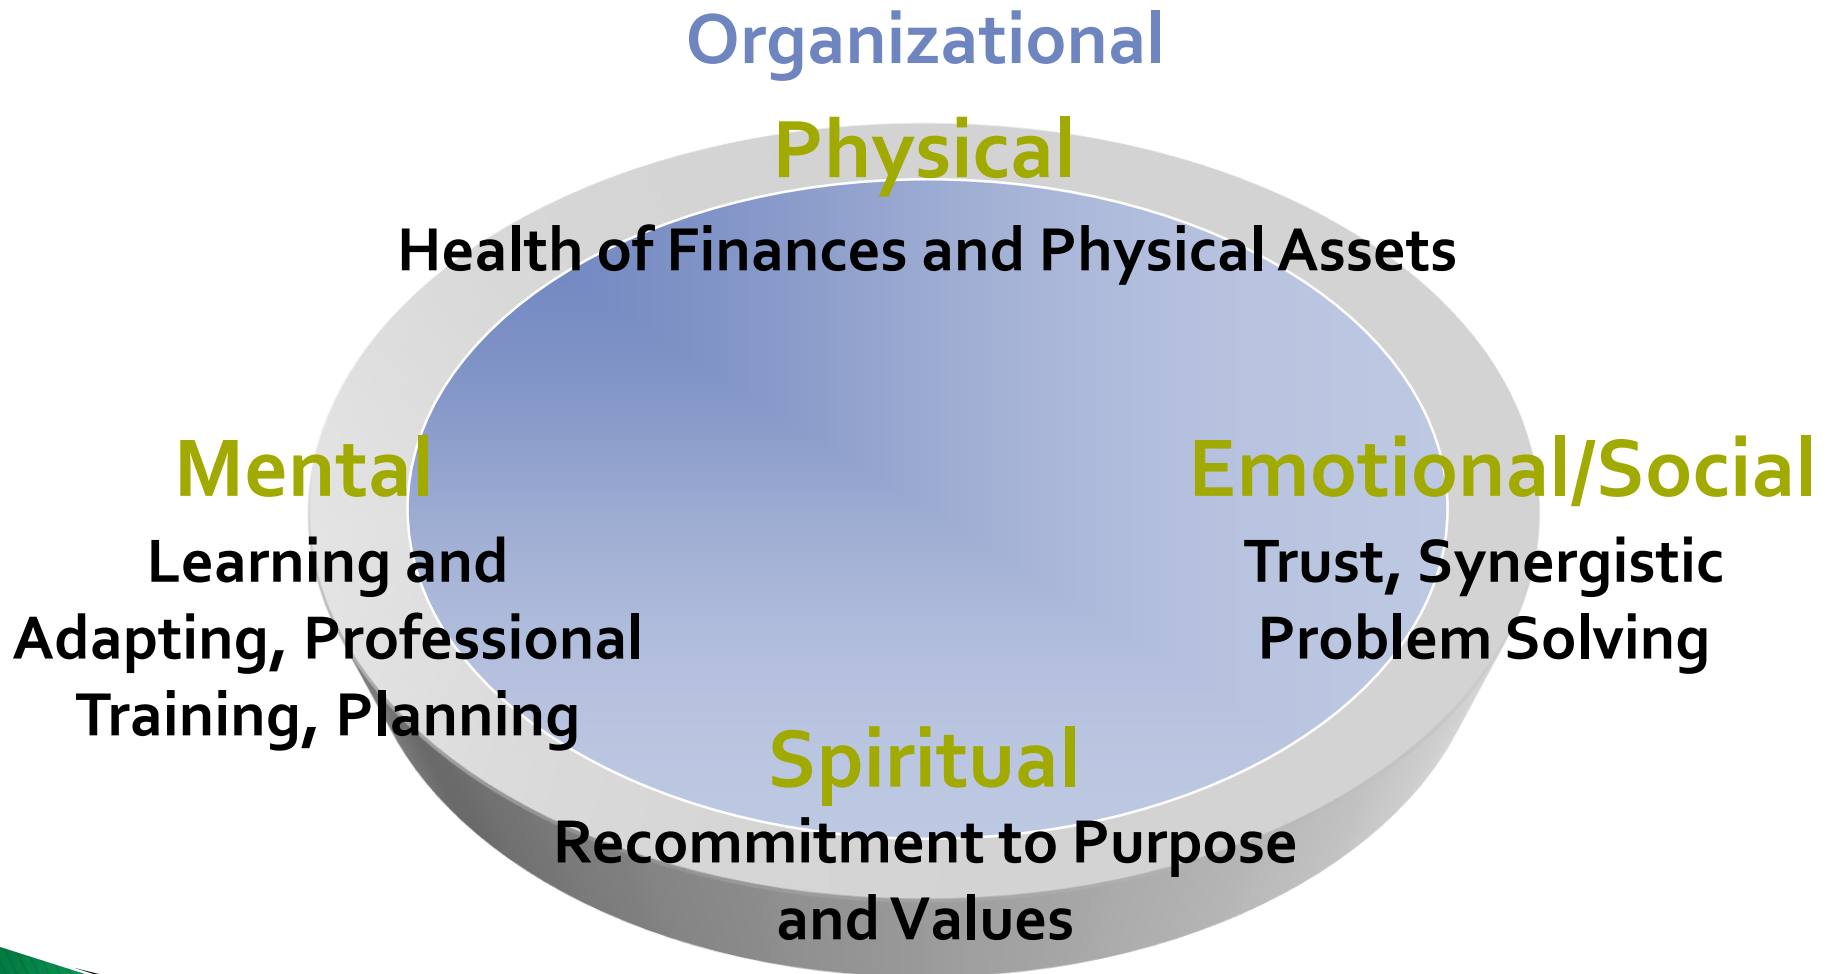 Organizational
Physical
Health of Finances and Physical Assets
Mental
Learning and
Adapting, Professional
Training, Planning
Emotional/Social
Trust, Synergistic
Problem Solving
Spiritual
Recommitment to Purpose
and Values